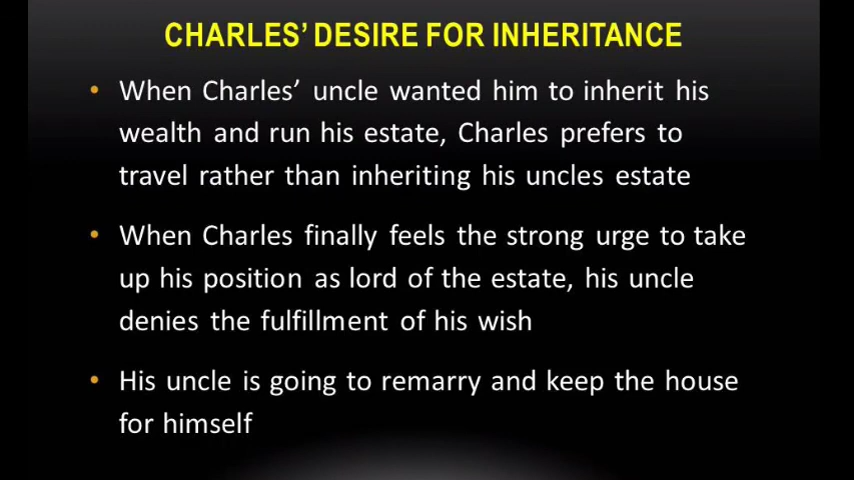 CHARLES’ DESIRE FOR INHERITANCE
• When Charles’ uncle wanted him to inherit his
wealth and run his estate, Charles prefers to
travel rather than inheriting his uncles estate
• When Charles finally feels the strong urge to take
up his position as lord of the estate, his uncle
denies the fulfillment of his wish
• His uncle is going to remarry and keep the house
for himself